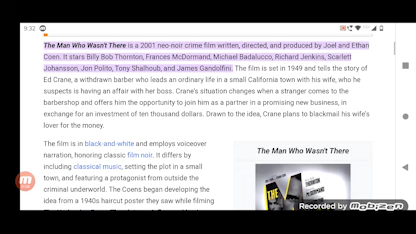 9:32
The Man Who Wasn't There is a 2001 neo-noir crime film written, directed, and produced by Joel and Ethan
Coen. It stars Billy Bob Thornton, Frances McDormand, Michael Badalucco, Richard Jenkins, Scarlett
Johansson, Jon Polito, Tony Shalhoub, and James Gandolfini. The film is set in 1949 and tells the story of
Ed Crane, a withdrawn barber who leads an ordinary life in a small California town with his wife, who he
suspects is having an affair with her boss. Crane's situation changes when a stranger comes to the
barbershop and offers him the opportunity to join him as a partner in a promising new business, in
exchange for an investment of ten thousand dollars. Drawn to the idea, Crane plans to blackmail his wife's
lover for the money.
The film is in black-and-white and employs voiceover
narration, honoring classic film noir. It differs by
including classical music, setting the plot in a small
town, and featuring a protagonist from outside the
criminal underworld. The Coens began developing the
idea from a 1940s haircut poster they saw while filming
The Man Who Wasn't There
THE
MAN
Recorded by MOBIZEN